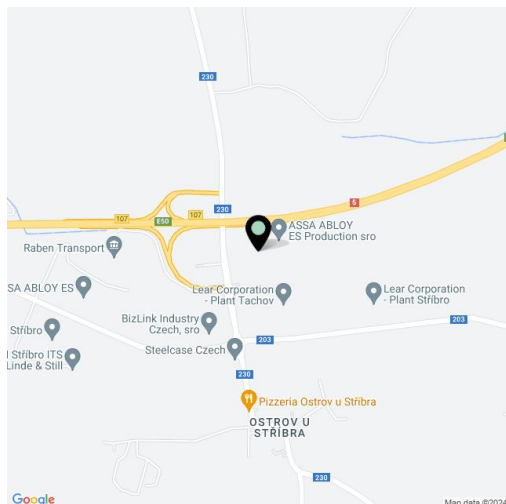 230
107
E50
107
230
5
ASSA ABLOY
ES Production sro
Raben Transport
SA ABLOY ES
Lear Corporation
- Plant Tachov
Lear Corporation
- Plant Stříbro
BizLink Industry
Czech, sro
Stříbro
Stříbro ITS
Linde & Still
Steelcase Czech
203
203
230
Pizzeria Ostrov u Stříbra
OSTROV U
STŘÍBRA
230
Google
Map data ©2024